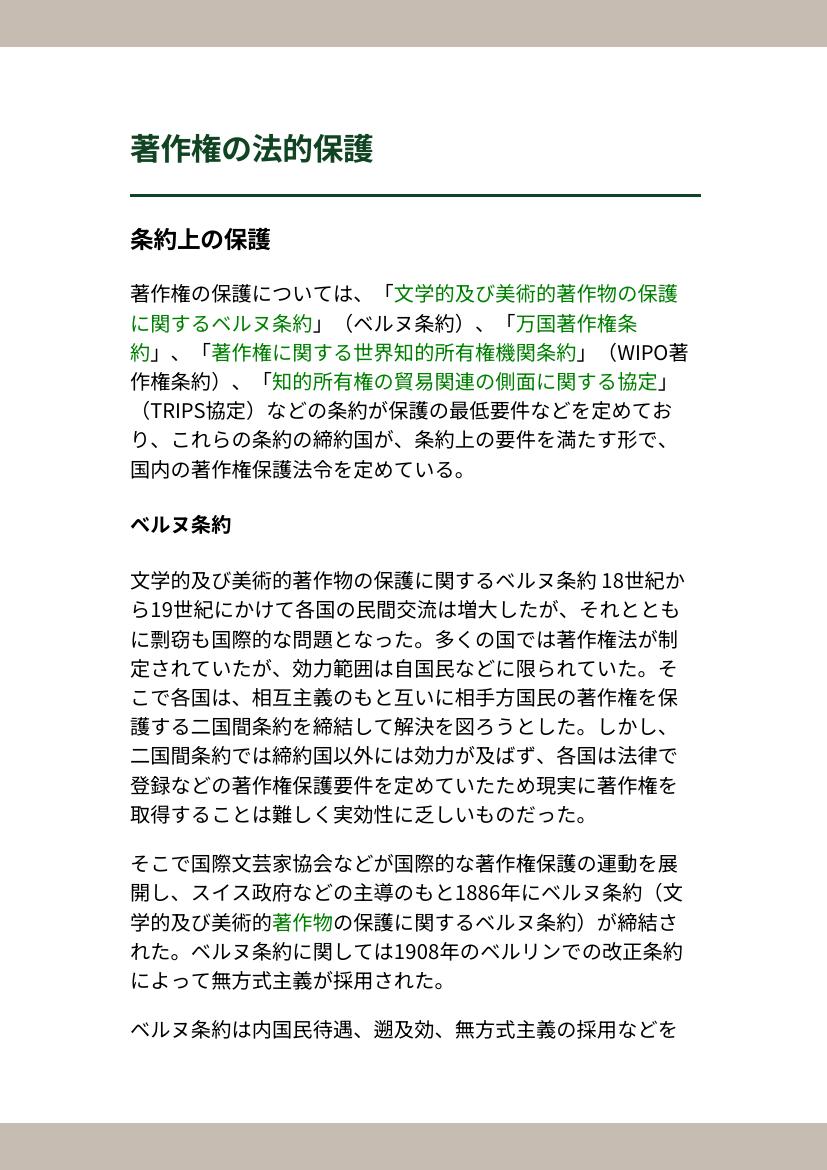 著作権の法的保護
条約上の保護
著作権の保護については、「文学的及び美術的著作物の保護
に関するベルヌ条約」（ベルヌ条約）、「万国著作権条
約」、「著作権に関する世界知的所有権機関条約」（WIPO著
作権条約）、「知的所有権の貿易関連の側面に関する協定」
（TRIPS協定）などの条約が保護の最低要件などを定めてお
り、これらの条約の締約国が、条約上の要件を満たす形で、
国内の著作権保護法令を定めている。
ベルヌ条約
文学的及び美術的著作物の保護に関するベルヌ条約 18世紀か
ら19世紀にかけて各国の民間交流は増大したが、それととも
に剽窃も国際的な問題となった。多くの国では著作権法が制
定されていたが、効力範囲は自国民などに限られていた。そ
こで各国は、相互主義のもと互いに相手方国民の著作権を保
護する二国間条約を締結して解決を図ろうとした。しかし、
二国間条約では締約国以外には効力が及ばず、各国は法律で
登録などの著作権保護要件を定めていたため現実に著作権を
取得することは難しく実効性に乏しいものだった。
そこで国際文芸家協会などが国際的な著作権保護の運動を展
開し、スイス政府などの主導のもと1886年にベルヌ条約（文
学的及び美術的著作物の保護に関するベルヌ条約）が締結さ
れた。ベルヌ条約に関しては1908年のベルリンでの改正条約
によって無方式主義が採用された。
ベルヌ条約は内国民待遇、遡及効、無方式主義の採用などを